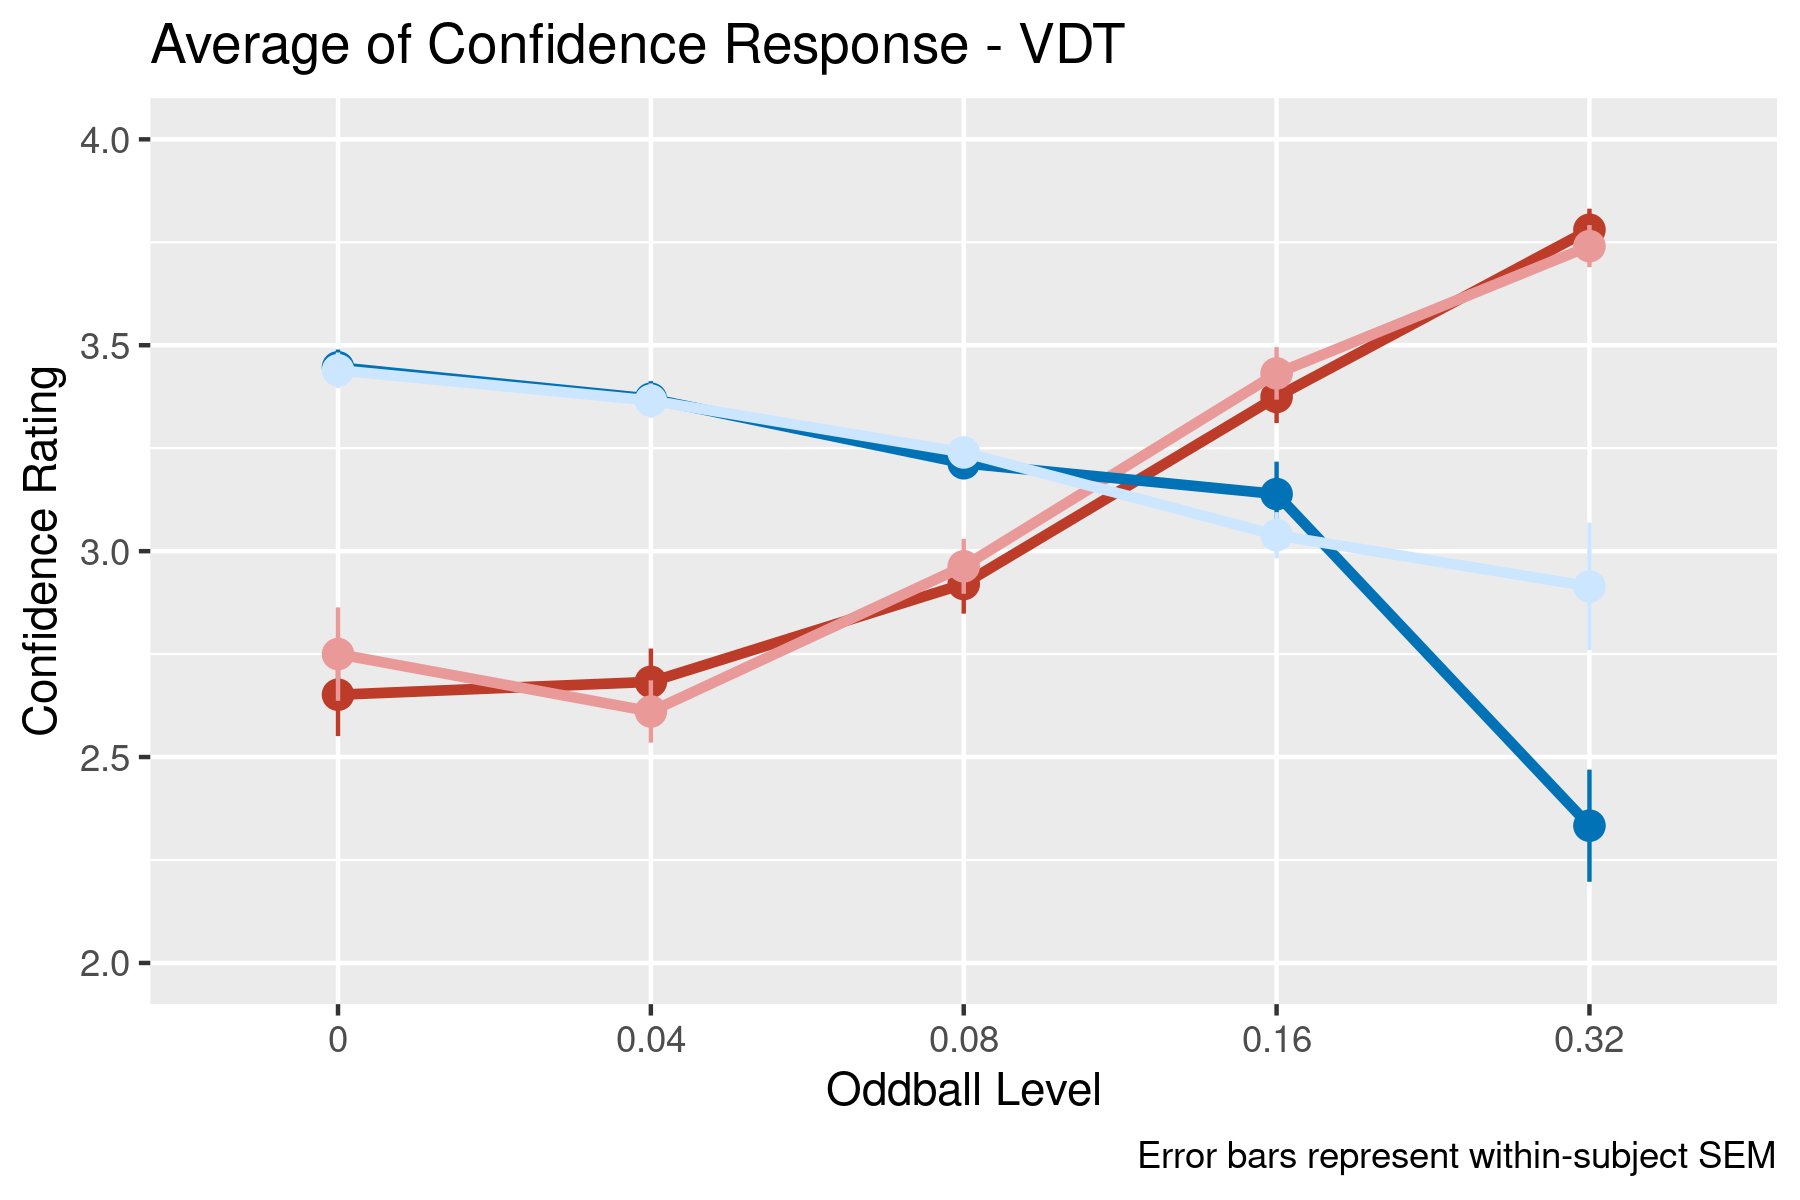 Average of Confidence Response - VDT
4.0
3.5
3.0
2.5
2.0
Confidence Rating
0
0.04
0.08
0.16
0.32
Oddball Level
Error bars represent within-subject SEM